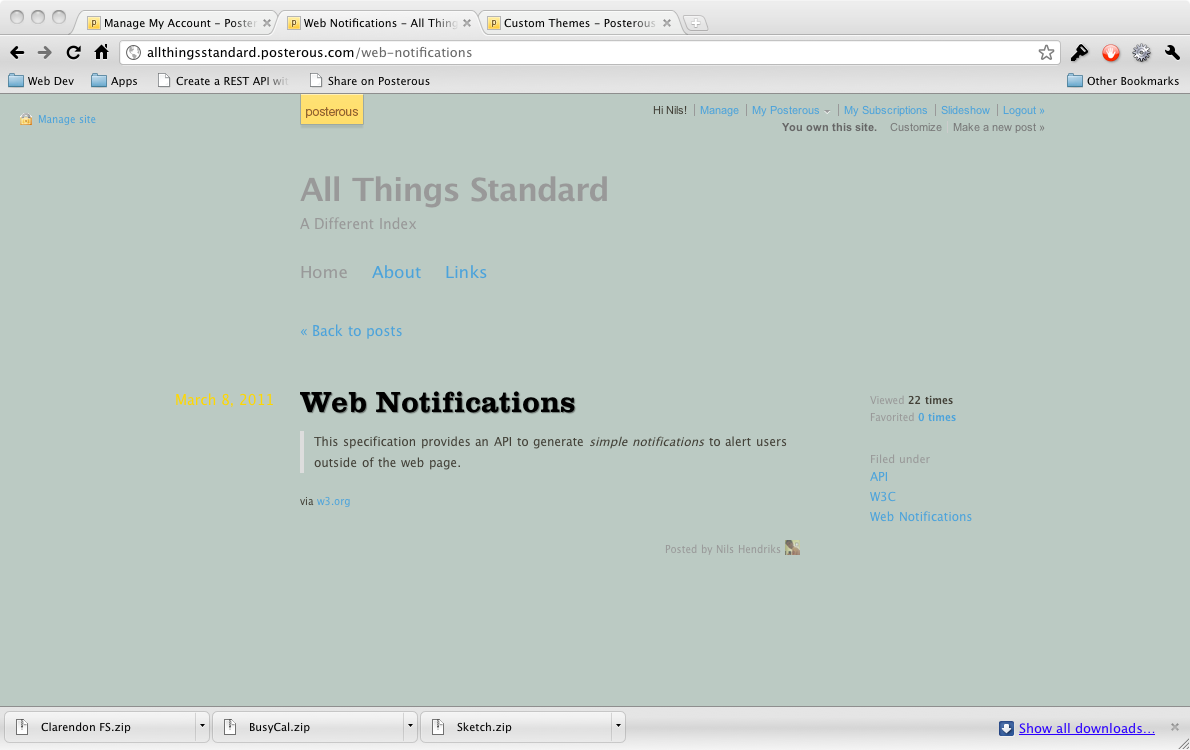 Manage My Account – Poster
Web Notifications – All Thing
Custom Themes – Posterous
allthingsstandard.posterous.com/web-notifications
Web Dev
Apps
Create a REST API wit
Share on Posterous
Other Bookmarks
Manage site
posterous
Hi Nils! Manage My Posterous My Subscriptions Slideshow Logout »
You own this site. Customize Make a new post »
All Things Standard
A Different Index
Home About Links
« Back to posts
March 8, 2011
Web Notifications
This specification provides an API to generate simple notifications to alert users
outside of the web page.
via w3.org
Posted by Nils Hendriks
Viewed 22 times
Favorited 0 times
Filed under
API
W3C
Web Notifications
Clarendon FS.zip
BusyCal.zip
Sketch.zip
Show all downloads...